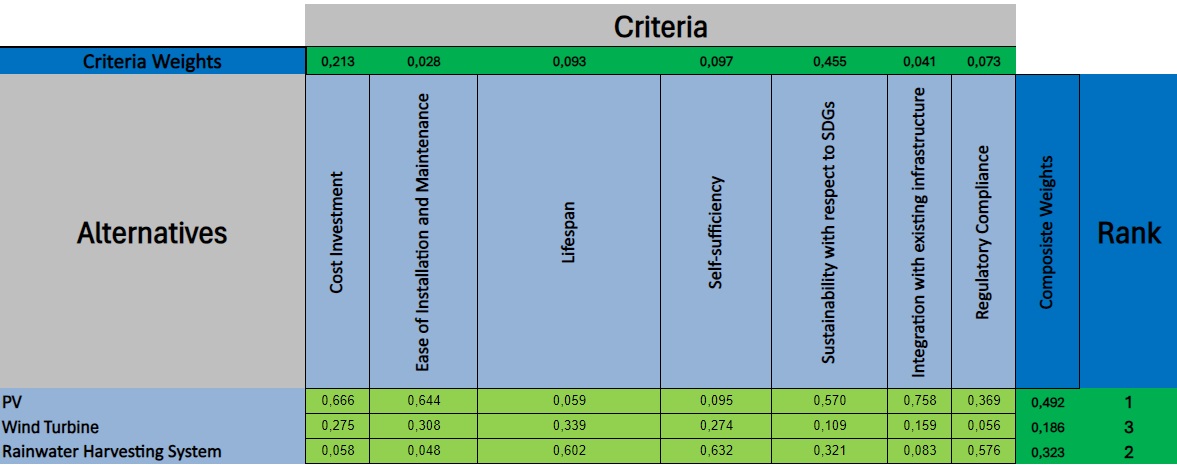 Criteria
Criteria Weights 0,213 0,028 0,093 0,097 0,455 0,041 0,073
Alternatives
Cost Investment
Ease of Installation and Maintenance
Lifespan
Self-sufficiency
Sustainability with respect to SDGs
Integration with existing infrastructure
Regulatory Compliance
Composiste Weights
Rank
PV 0,666 0,644 0,059 0,095 0,570 0,758 0,369 0,492 1
Wind Turbine 0,275 0,308 0,339 0,274 0,109 0,159 0,056 0,186 3
Rainwater Harvesting System 0,058 0,048 0,602 0,632 0,321 0,083 0,576 0,323 2